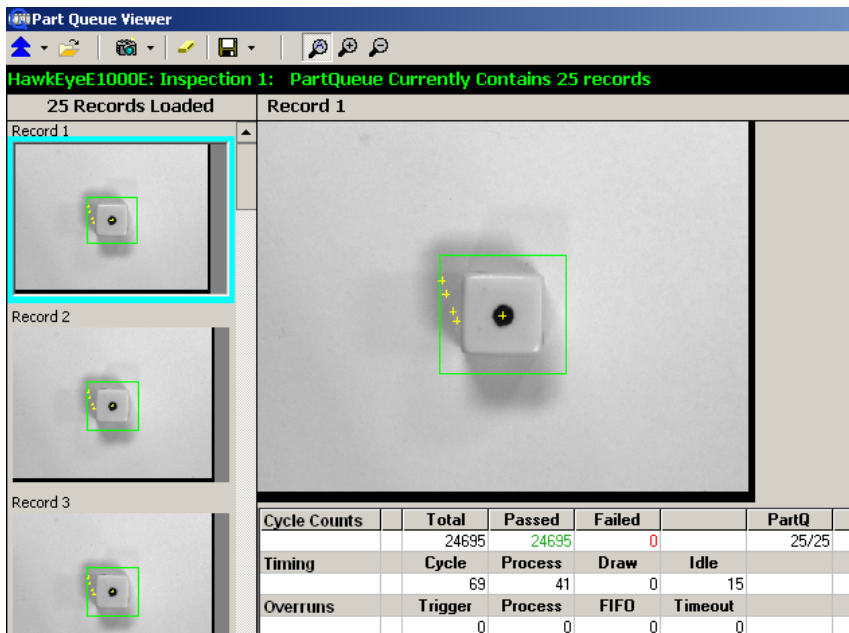 Part Queue Viewer
HawkEyeE1000E: Inspection 1: PartQueue Currently Contains 25 records
25 Records Loaded
Record 1
Record 1
Record 2
Record 3
Cycle Counts Total Passed Failed PartQ
24695 24695 0 25/25
Timing Cycle Process Draw Idle
69 41 0 15
Overruns Trigger Process FIFO Timeout
0 0 0 0